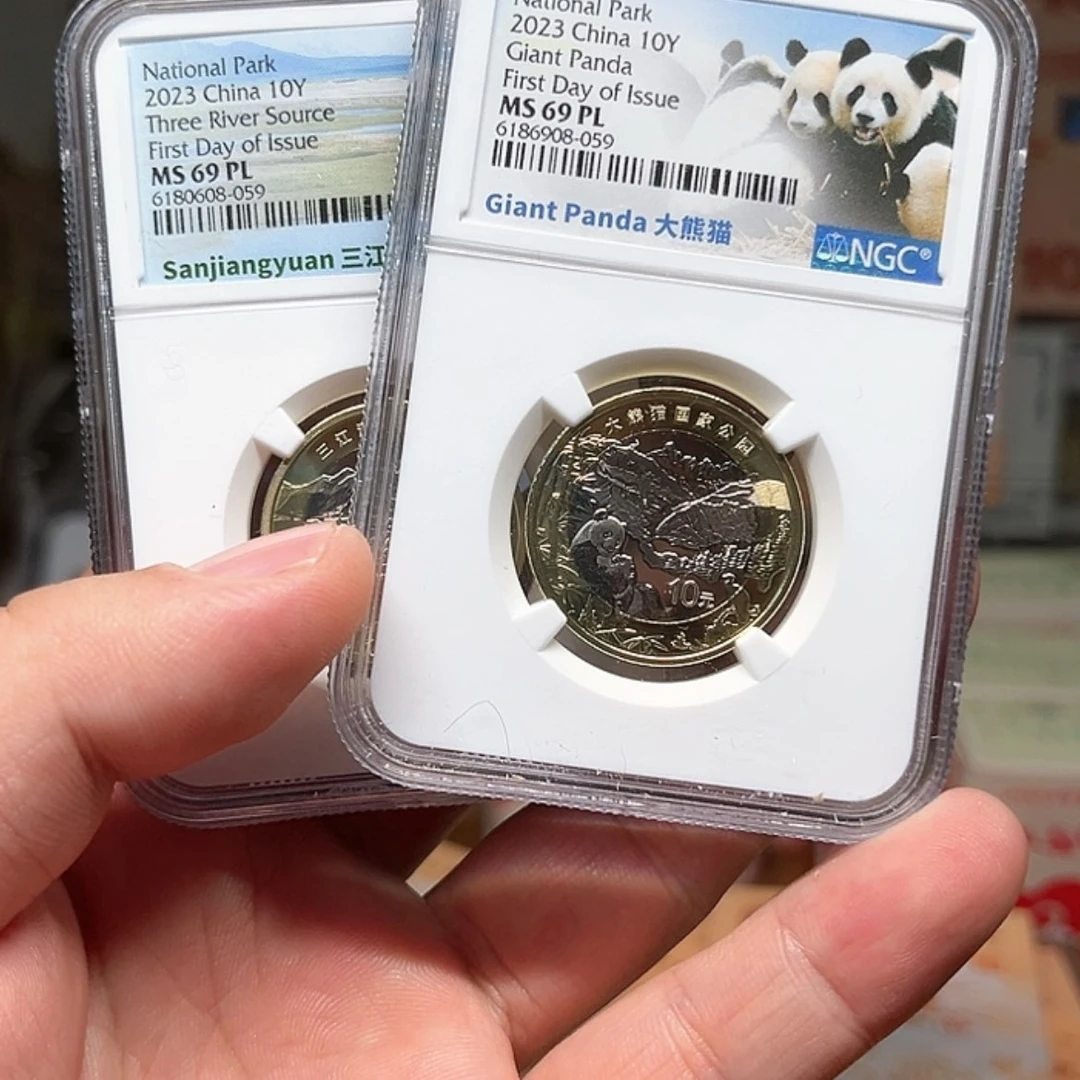 National Park
2023 China 10Y
Three River Source
First Day of Issue
MS 69 PL
6180608-059
Sanjiangyuan 三江
三江
National Park
2023 China 10Y
Giant Panda
First Day of Issue
MS 69 PL
6186908-059
Giant Panda 大熊猫
NGC®
大熊猫国家公园
10元